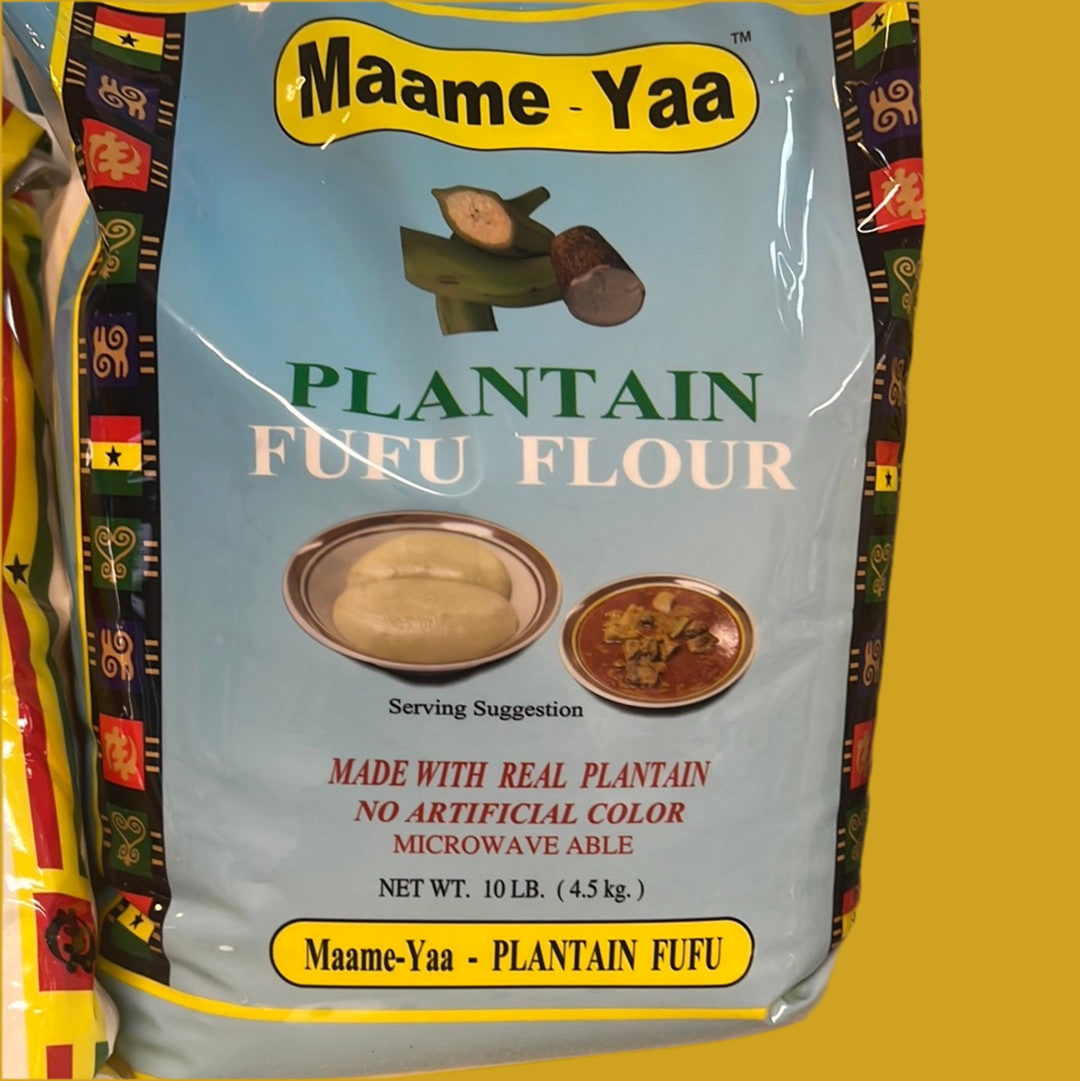 Maame - Yaa
TM
PLANTAIN
FUFU FLOUR
Serving Suggestion
MADE WITH REAL PLANTAIN
NO ARTIFICIAL COLOR
MICROWAVE ABLE
NET WT. 10 LB. ( 4.5 kg. )
Maame-Yaa - PLANTAIN FUFU